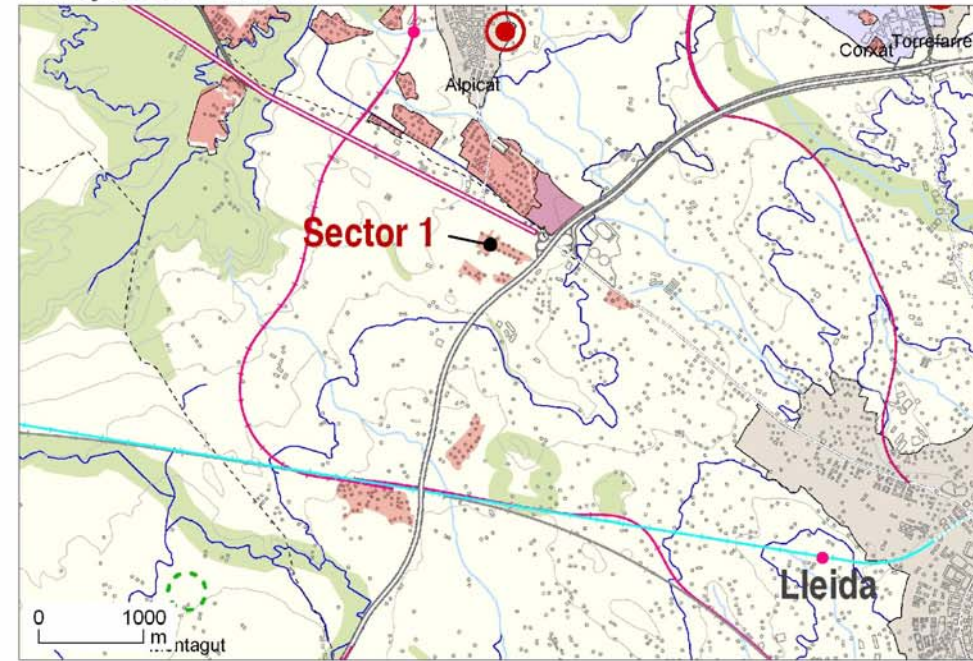 Corxat
Torrefarre
Alpicat
Sector 1
Lleida
0
1000
m
ntagut